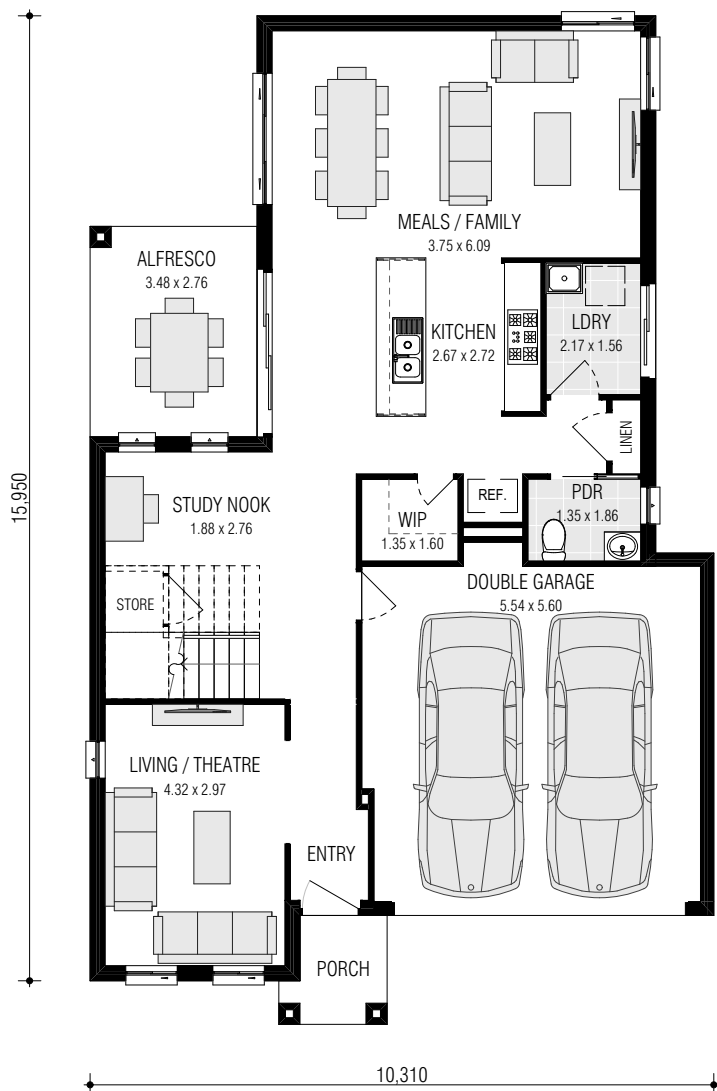 MEALS / FAMILY
3.75 x 6.09
ALFRESCO
3.48 x 2.76
KITCHEN
2.67 x 2.72
LDRY
2.17 x 1.56
LINEN
15,950
STUDY NOOK
1.88 x 2.76
WIP
1.35 x 1.60
REF.
PDR
1.35 x 1.86
STORE
DOUBLE GARAGE
5.54 x 5.60
LIVING / THEATRE
4.32 x 2.97
ENTRY
PORCH
10,310